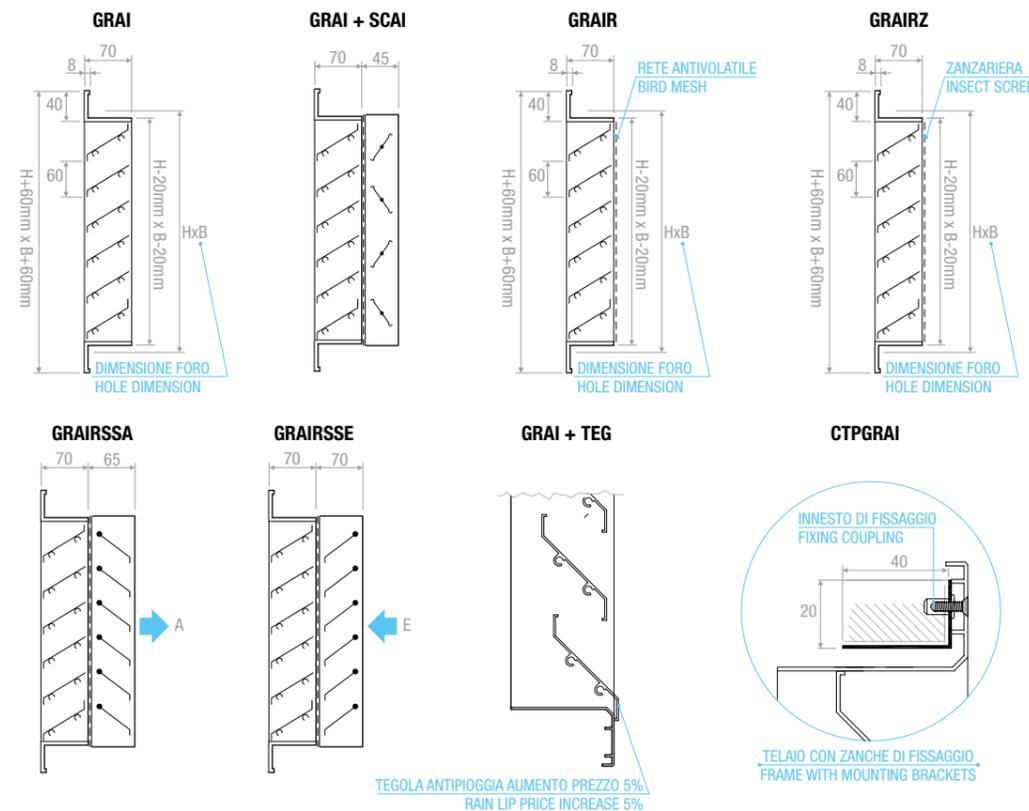 GRAI
70
8
40
60
H+60mm x B+60mm
H-20mm x B-20mm
HxB
DIMENSIONE FORO
HOLE DIMENSION
GRAI + SCAI
70 45
GRAIR
70
8
40
60
H+60mm x B+60mm
H-20mm x B-20mm
HxB
RETE ANTIVOLATILE
BIRD MESH
DIMENSIONE FORO
HOLE DIMENSION
GRAIRZ
70
8
40
60
H+60mm x B+60mm
H-20mm x B-20mm
HxB
ZANZARIERA
INSECT SCREE
DIMENSIONE FORO
HOLE DIMENSION
GRAIRSSA
70 65
A
GRAIRSSE
70 70
E
GRAI + TEG
TEGOLA ANTIPIOGGIA AUMENTO PREZZO 5%
RAIN LIP PRICE INCREASE 5%
CTPGRAI
INNESTO DI FISSAGGIO
FIXING COUPLING
40
20
TELAIO CON ZANCHE DI FISSAGGIO
FRAME WITH MOUNTING BRACKETS